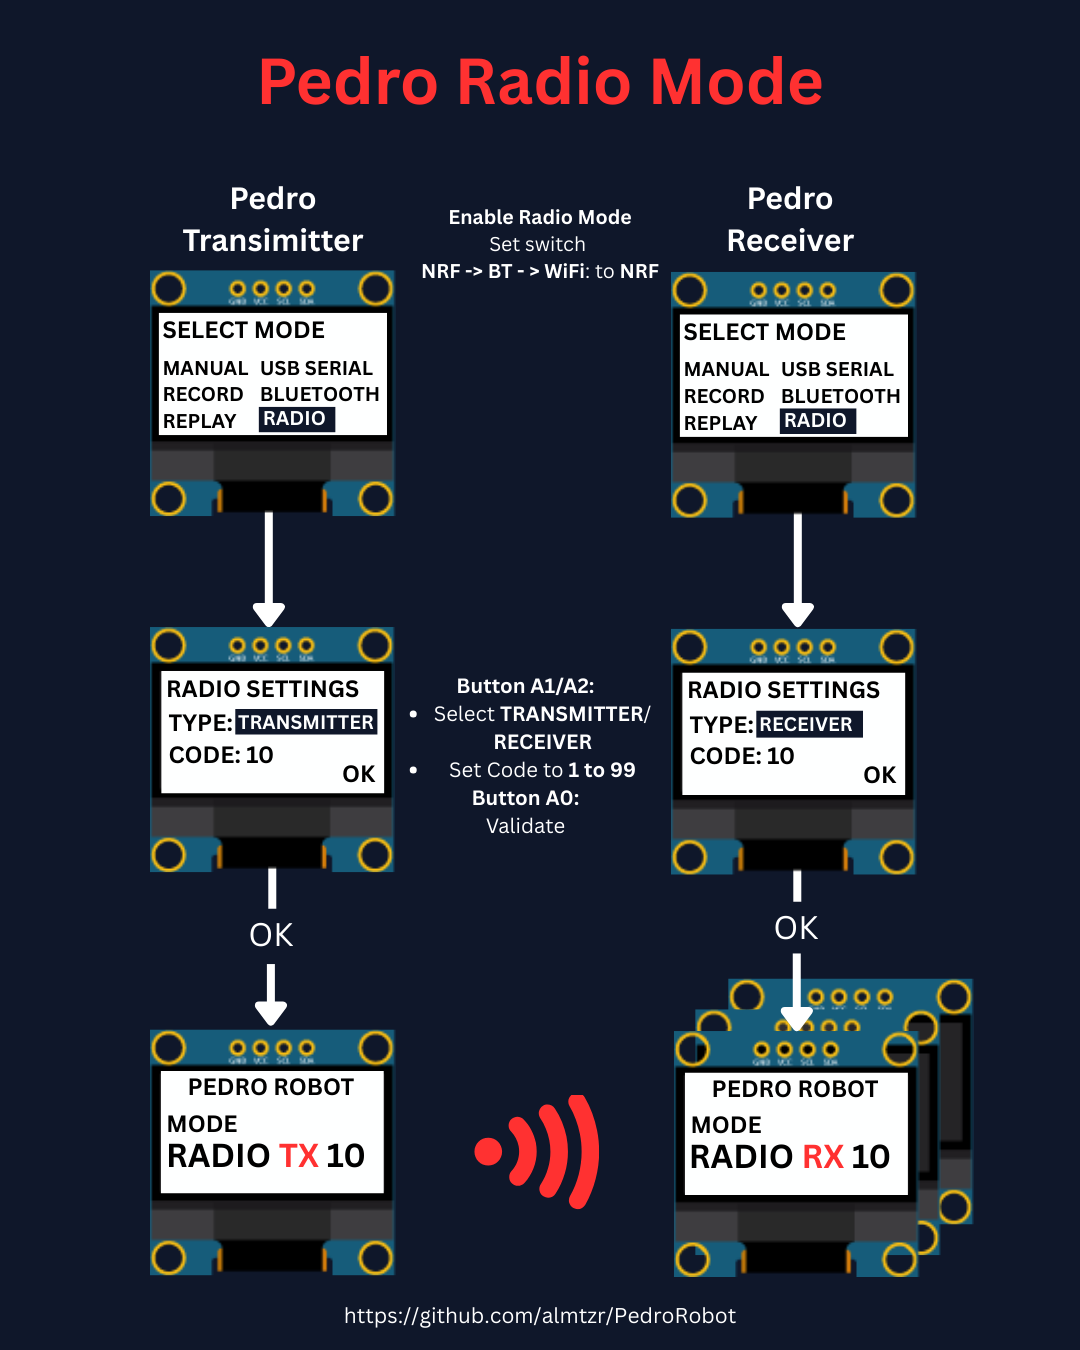 Pedro Radio Mode
Pedro
Transimitter
Enable Radio Mode
Set switch
NRF -> BT - > WiFi: to NRF
Pedro
Receiver
GND VCC SCL SDA
SELECT MODE
MANUAL USB SERIAL
RECORD BLUETOOTH
REPLAY RADIO
GND VCC SCL SDA
SELECT MODE
MANUAL USB SERIAL
RECORD BLUETOOTH
REPLAY RADIO
GND VCC SCL SDA
RADIO SETTINGS
TYPE: TRANSMITTER
CODE: 10
OK
Button A1/A2:
• Select TRANSMITTER/
RECEIVER
• Set Code to 1 to 99
Button A0:
Validate
GND VCC SCL SDA
RADIO SETTINGS
TYPE: RECEIVER
CODE: 10
OK
OK
OK
GND VCC SCL SDA
PEDRO ROBOT
MODE
RADIO TX 10
GND VCC SCL SDA
PEDRO ROBOT
MODE
RADIO RX 10
https://github.com/almtzr/PedroRobot